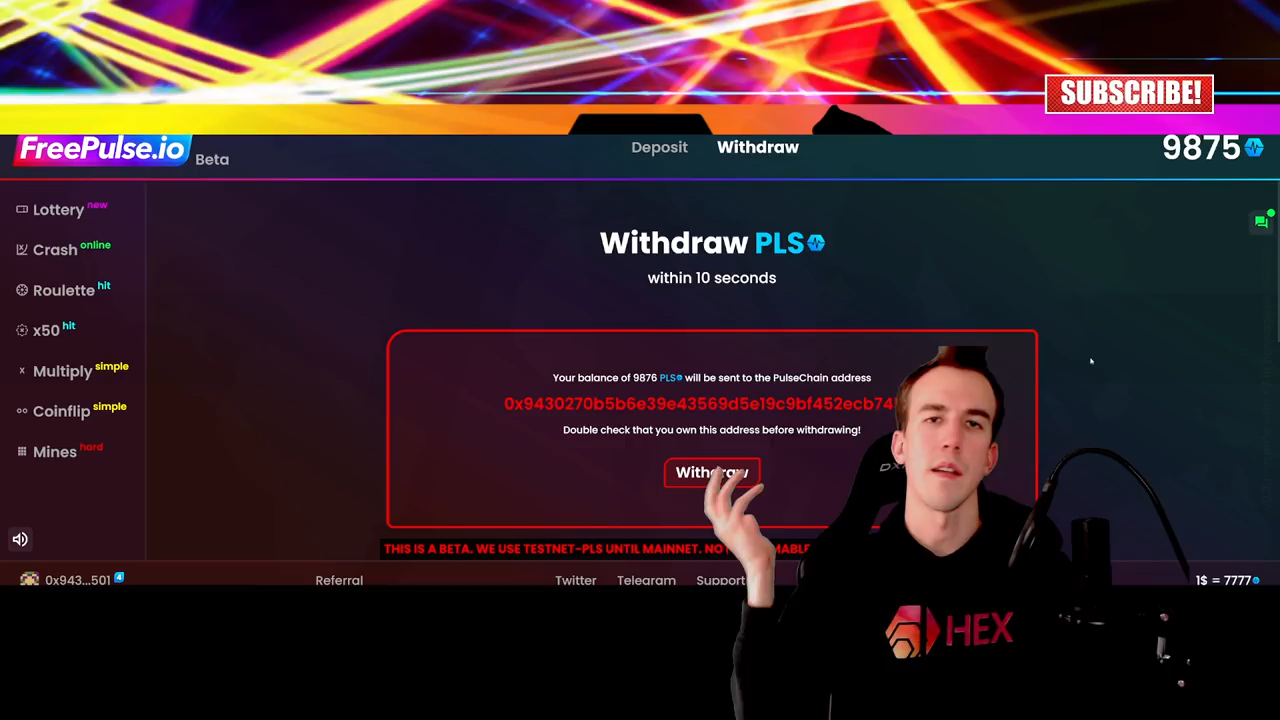 SUBSCRIBE!
FreePulse.io Beta
Deposit Withdraw
9875
Lottery new
Crash online
Roulette hit
x50 hit
Multiply simple
Coinflip simple
Mines hard
Withdraw PLS
within 10 seconds
Your balance of 9876 PLS will be sent to the PulseChain address
0x9430270b5b6e39e43569d5e19c9bf452ecb74
Double check that you own this address before withdrawing!
Withdraw
THIS IS A BETA. WE USE TESTNET-PLS UNTIL MAINNET.
0x943...501 4
Referral
Twitter Telegram Support
1$ = 7777
HEX